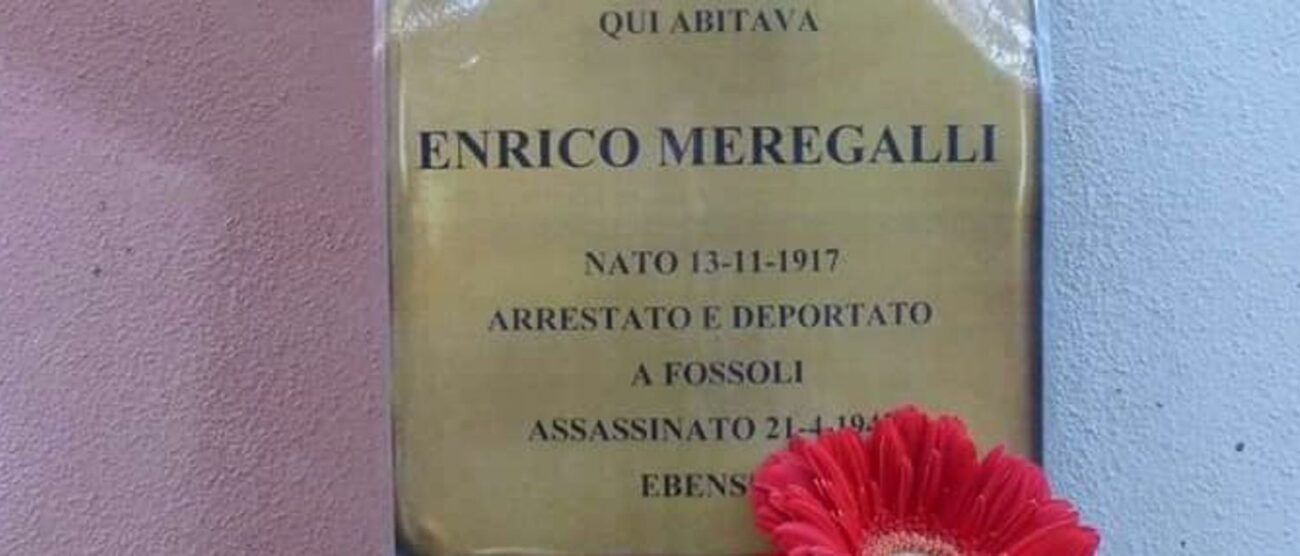 QUI ABITAVA
ENRICO MEREGALLI
NATO 13-11-1917
ARRESTATO E DEPORTATO
A FOSSOLI
ASSASSINATO